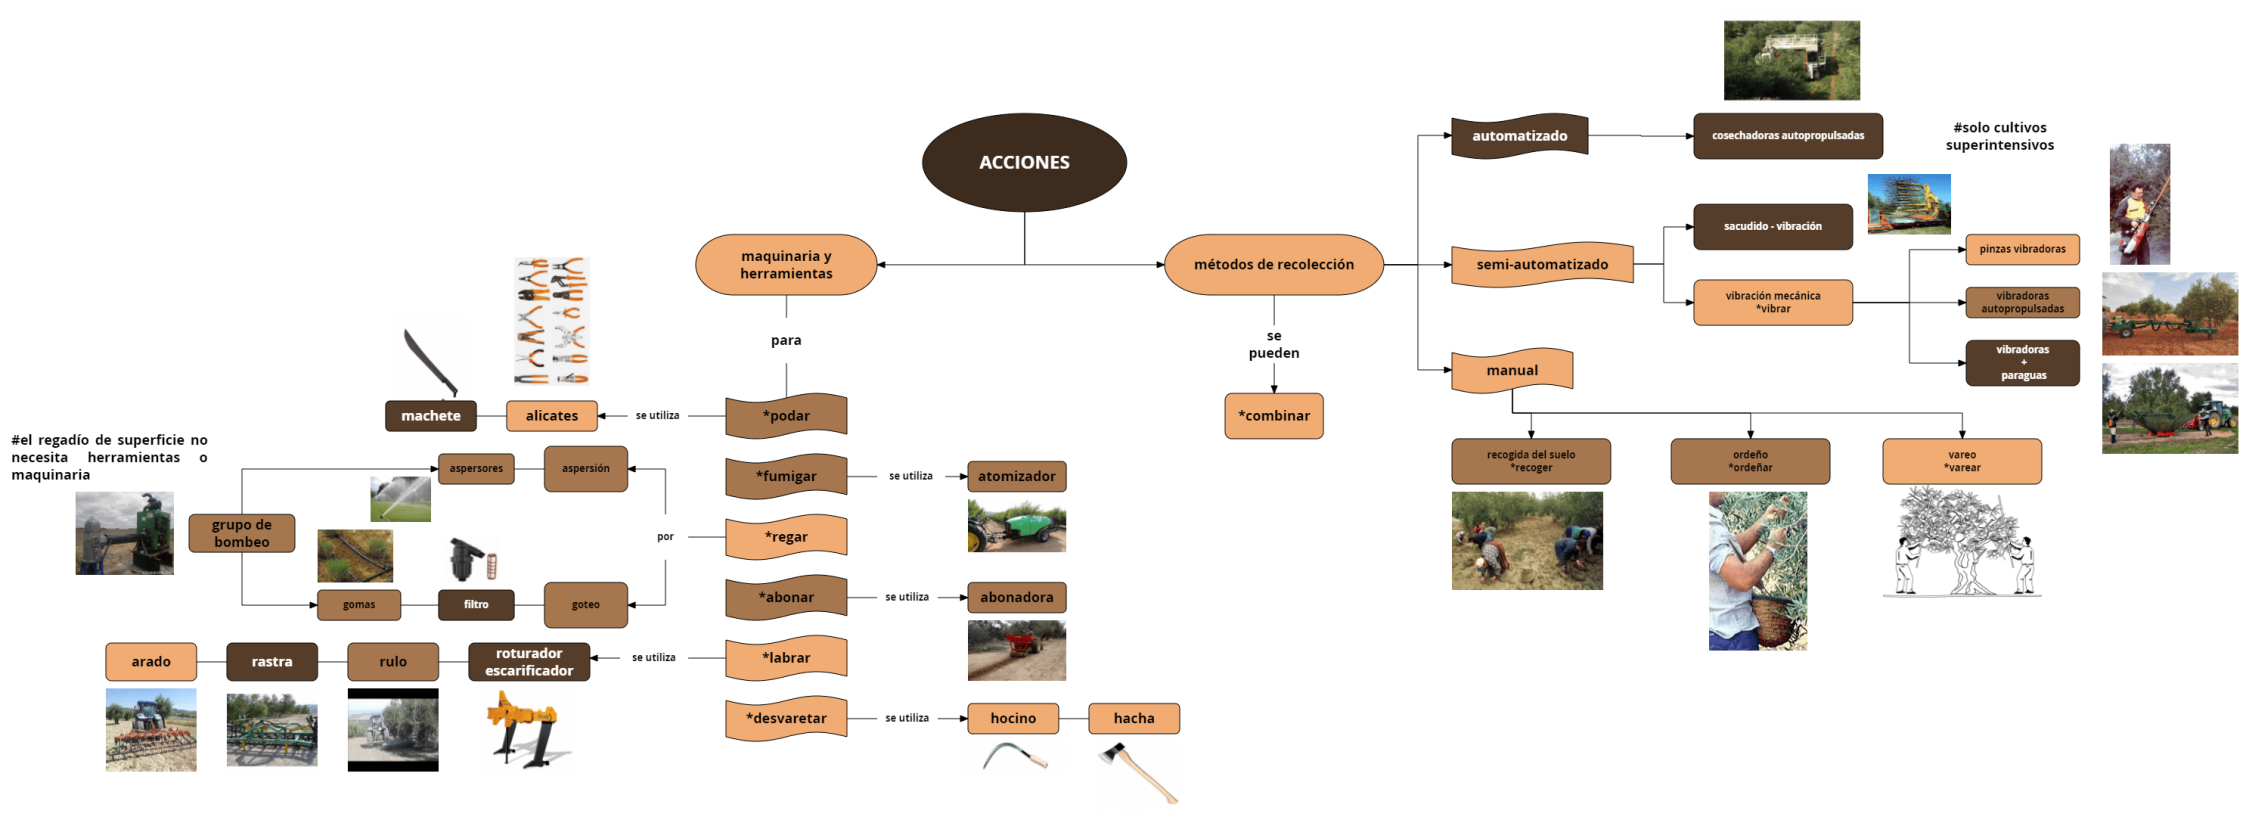 ACCIONES
maquinaria y
herramientas
para
*podar
se utiliza
alicates
machete
*fumigar
se utiliza
atomizador
*regar
por
aspersión
aspersores
goteo
filtro
gomas
grupo de
bombeo
#el regadío de superficie no
necesita herramientas o
maquinaria
*abonar
se utiliza
abonadora
*labrar
se utiliza
roturador
escarificador
rulo
rastra
arado
*desvaretar
se utiliza
hocino
hacha
métodos de recolección
se
pueden
*combinar
automatizado
cosechadoras autopropulsadas
#solo cultivos
superintensivos
semi-automatizado
sacudido - vibración
vibración mecánica
*vibrar
pinzas vibradoras
vibradoras
autopropulsadas
vibradoras
+
paraguas
manual
recogida del suelo
*recoger
ordeño
*ordeñar
vareo
*varear